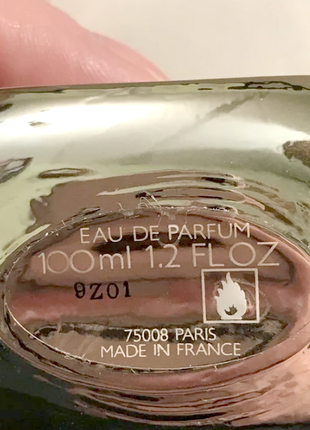 EAU DE PARFUM
100ml 1.2 FL OZ
9Z01
75008 PARIS
MADE IN FRANCE